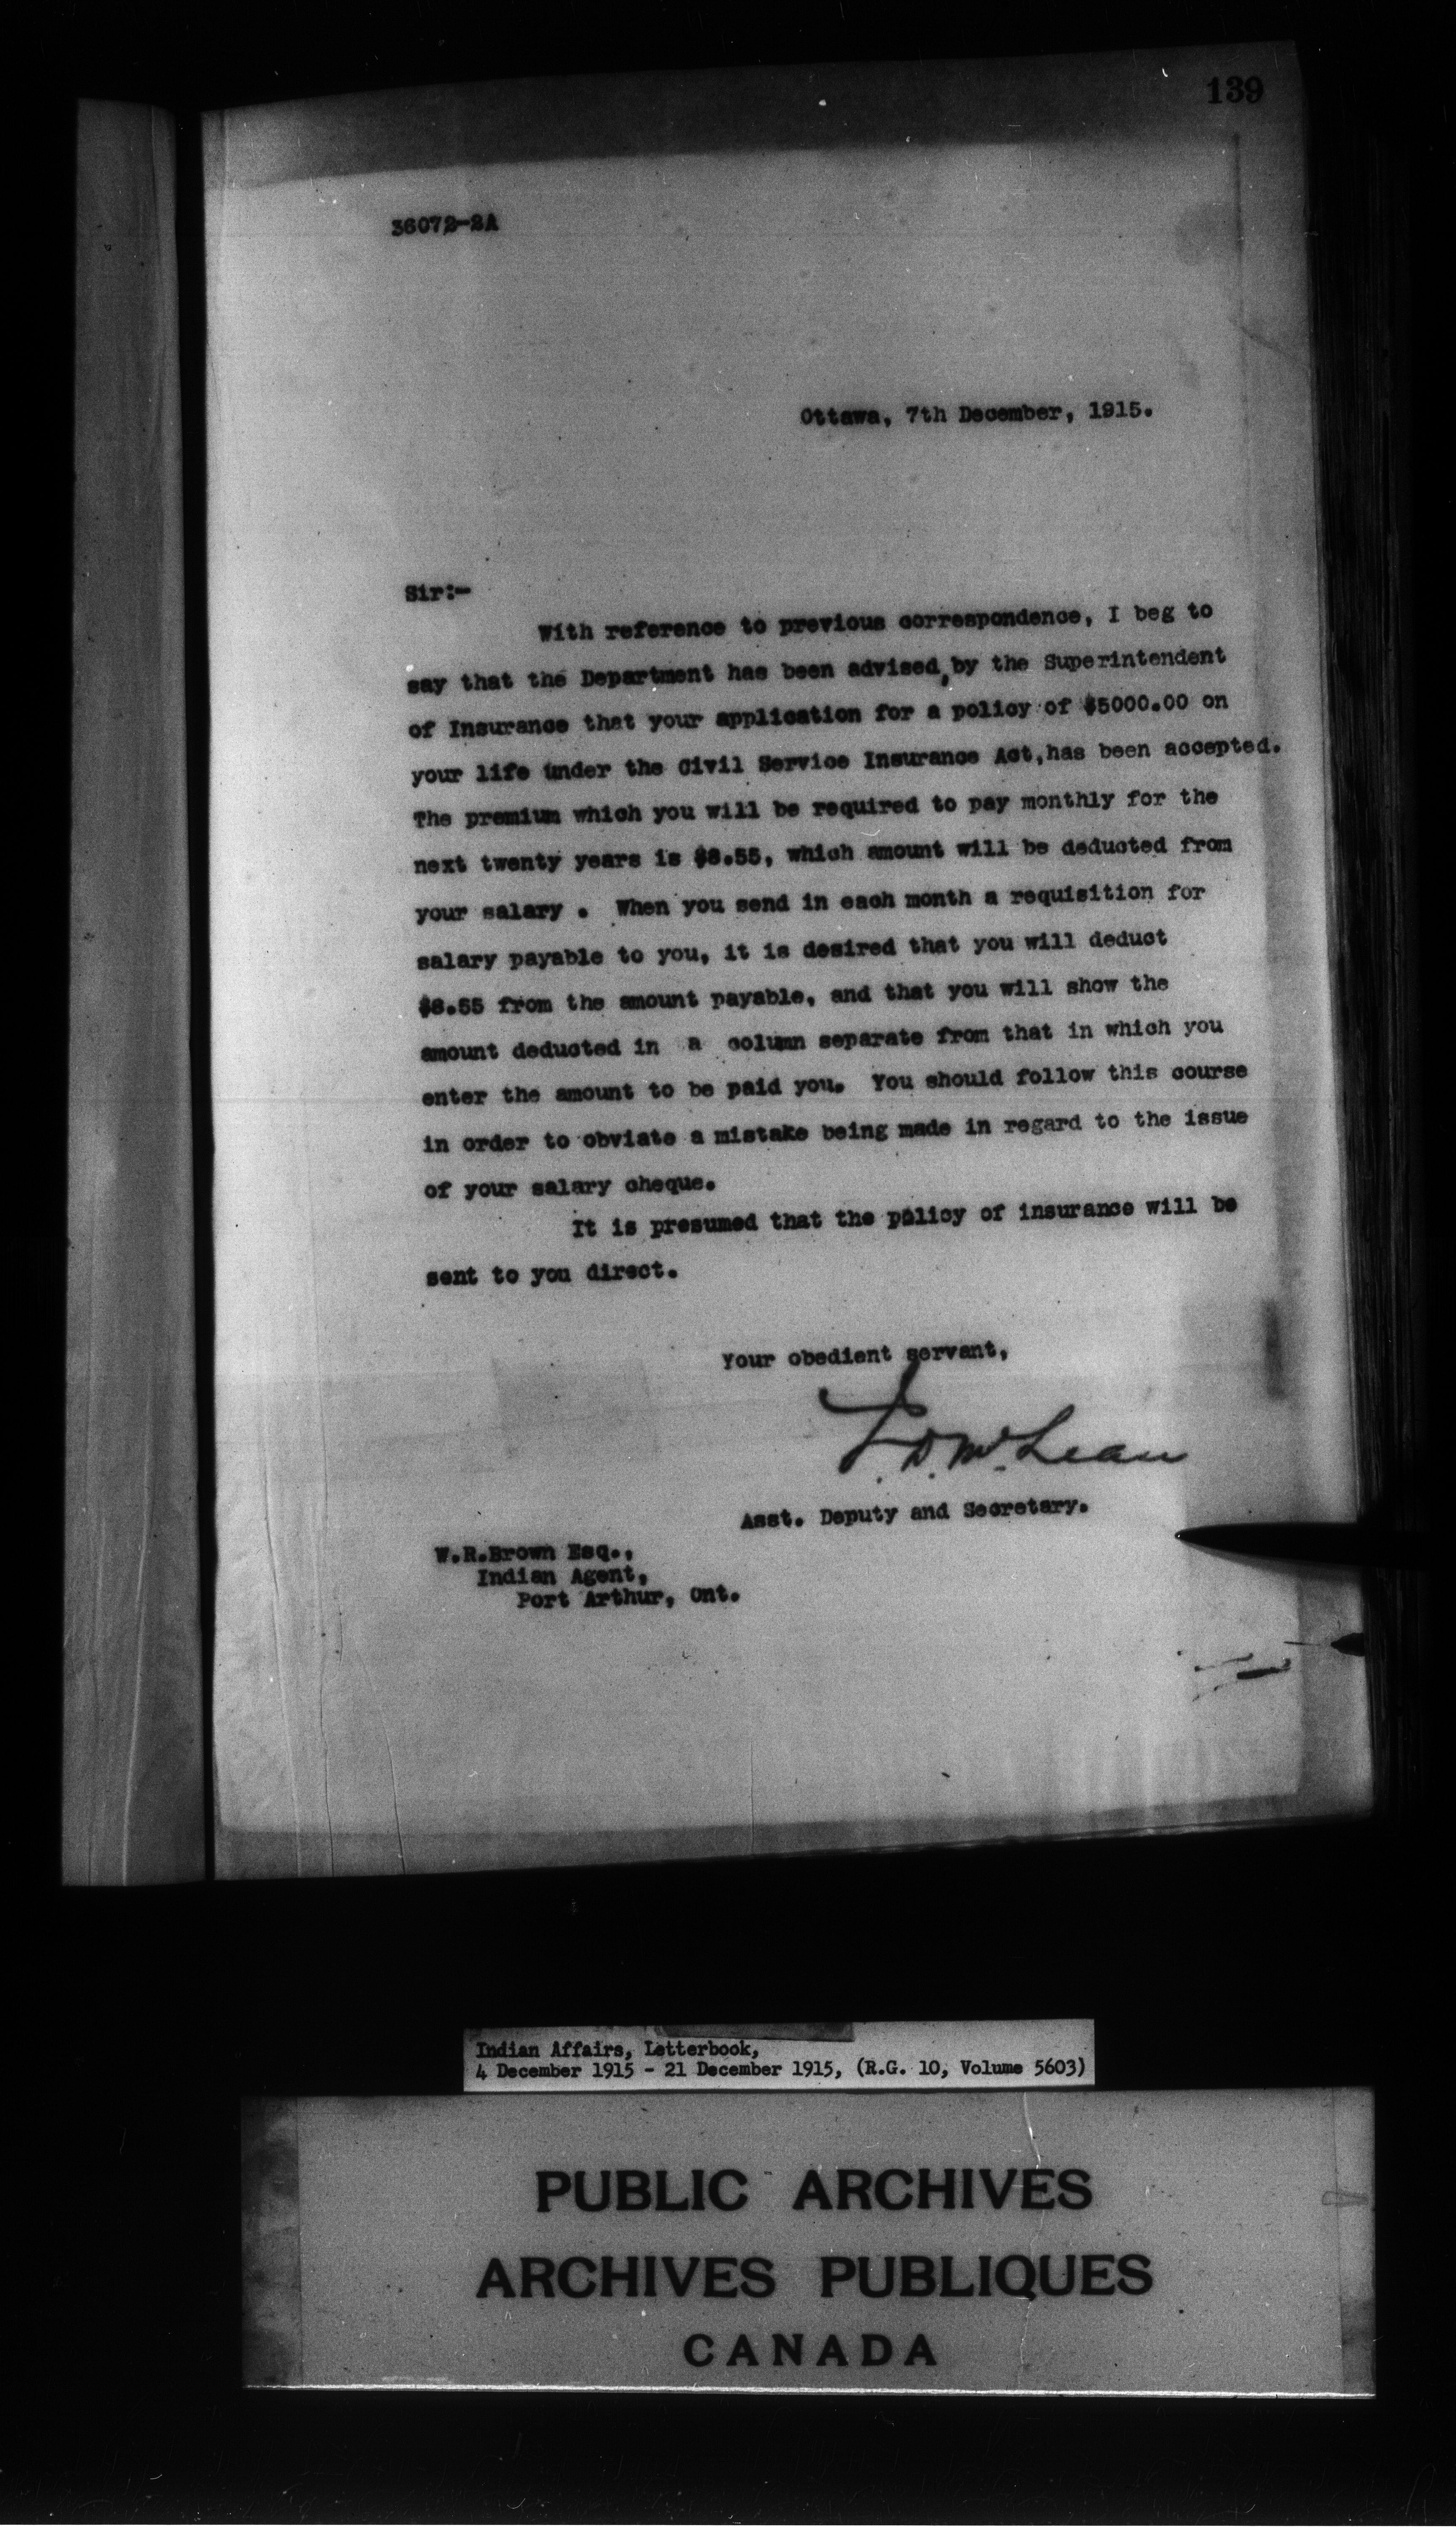 139
36072-2A
Ottawa, 7th December, 1915.
Sir:-
With reference to previous correspondence, I beg to
say that the Department has been advised, by the Superintendent
of Insurance that your application for a policy of $5000.00 on
your life under the Civil Service Insurance Act, has been accepted.
The premium which you will be required to pay monthly for the
next twenty years is $8.55, which amount will be deducted from
your salary . When you send in each month a requisition for
salary payable to you, it is desired that you will deduct
$8.55 from the amount payable, and that you will show the
amount deducted in a column separate from that in which you
enter the amount to be paid you. You should follow this course
in order to obviate a mistake being made in regard to the issue
of your salary cheque.
It is presumed that the policy of insurance will be
sent to you direct.
Your obedient servant,
J. D. McLean
Asst. Deputy and Secretary.
W.R.Brown Esq.,
Indian Agent,
Port Arthur, Ont.
Indian Affairs, Letterbook,
4 December 1915 - 21 December 1915, (R.G. 10, Volume 5603)
PUBLIC ARCHIVES
ARCHIVES PUBLIQUES
CANADA